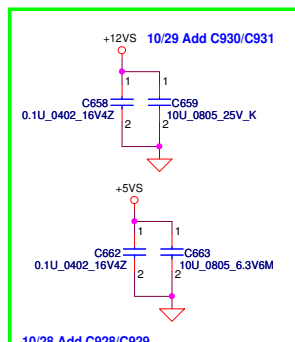 +12VS 10/29 Add C930/C931
1 1
C658 C659
0.1U_0402_16V4Z 10U_0805_25V_K
2 2
+5VS
1 1
C662 C663
0.1U_0402_16V4Z 10U_0805_6.3V6M
2 2
10/28 Add C928/C929